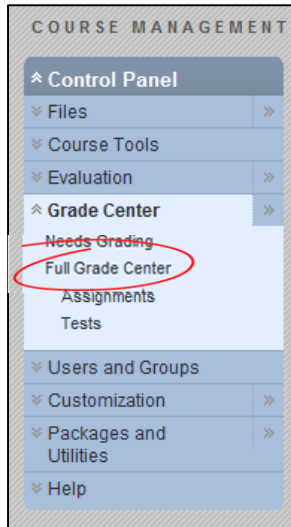 COURSE MANAGEMENT
Control Panel
Files
Course Tools
Evaluation
Grade Center
Needs Grading
Full Grade Center
Assignments
Tests
Users and Groups
Customization
Packages and
Utilities
Help